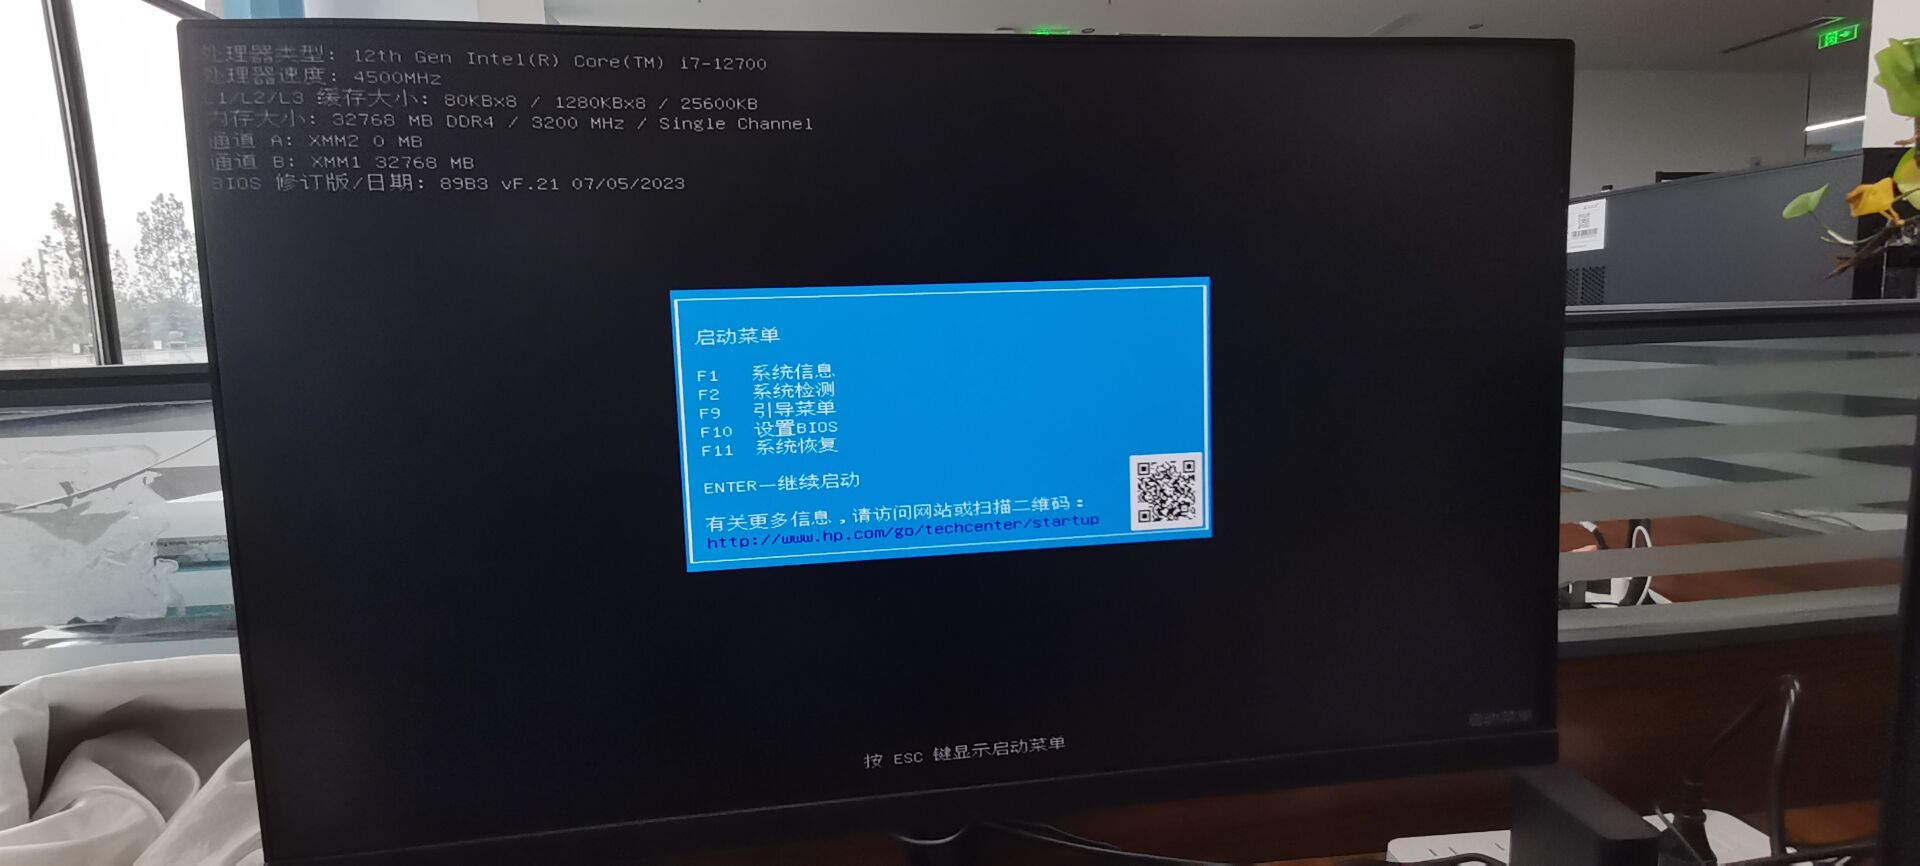 处理器类型: 12th Gen Intel(R) Core(TM) i7-12700
处理器速度: 4500MHz
L1/L2/L3 缓存大小: 80KBx8 / 1280KBx8 / 25600KB
内存大小: 32768 MB DDR4 / 3200 MHz / Single Channel
通道 A: XMM2 0 MB
通道 B: XMM1 32768 MB
BIOS 修订版/日期: 89B3 vF.21 07/05/2023
启动菜单
F1 系统信息
F2 系统检测
F9 引导菜单
F10 设置BIOS
F11 系统恢复
ENTER—继续启动
有关更多信息，请访问网站或扫描二维码：
http://www.hp.com/go/techcenter/startup
启动菜单
按 ESC 键显示启动菜单